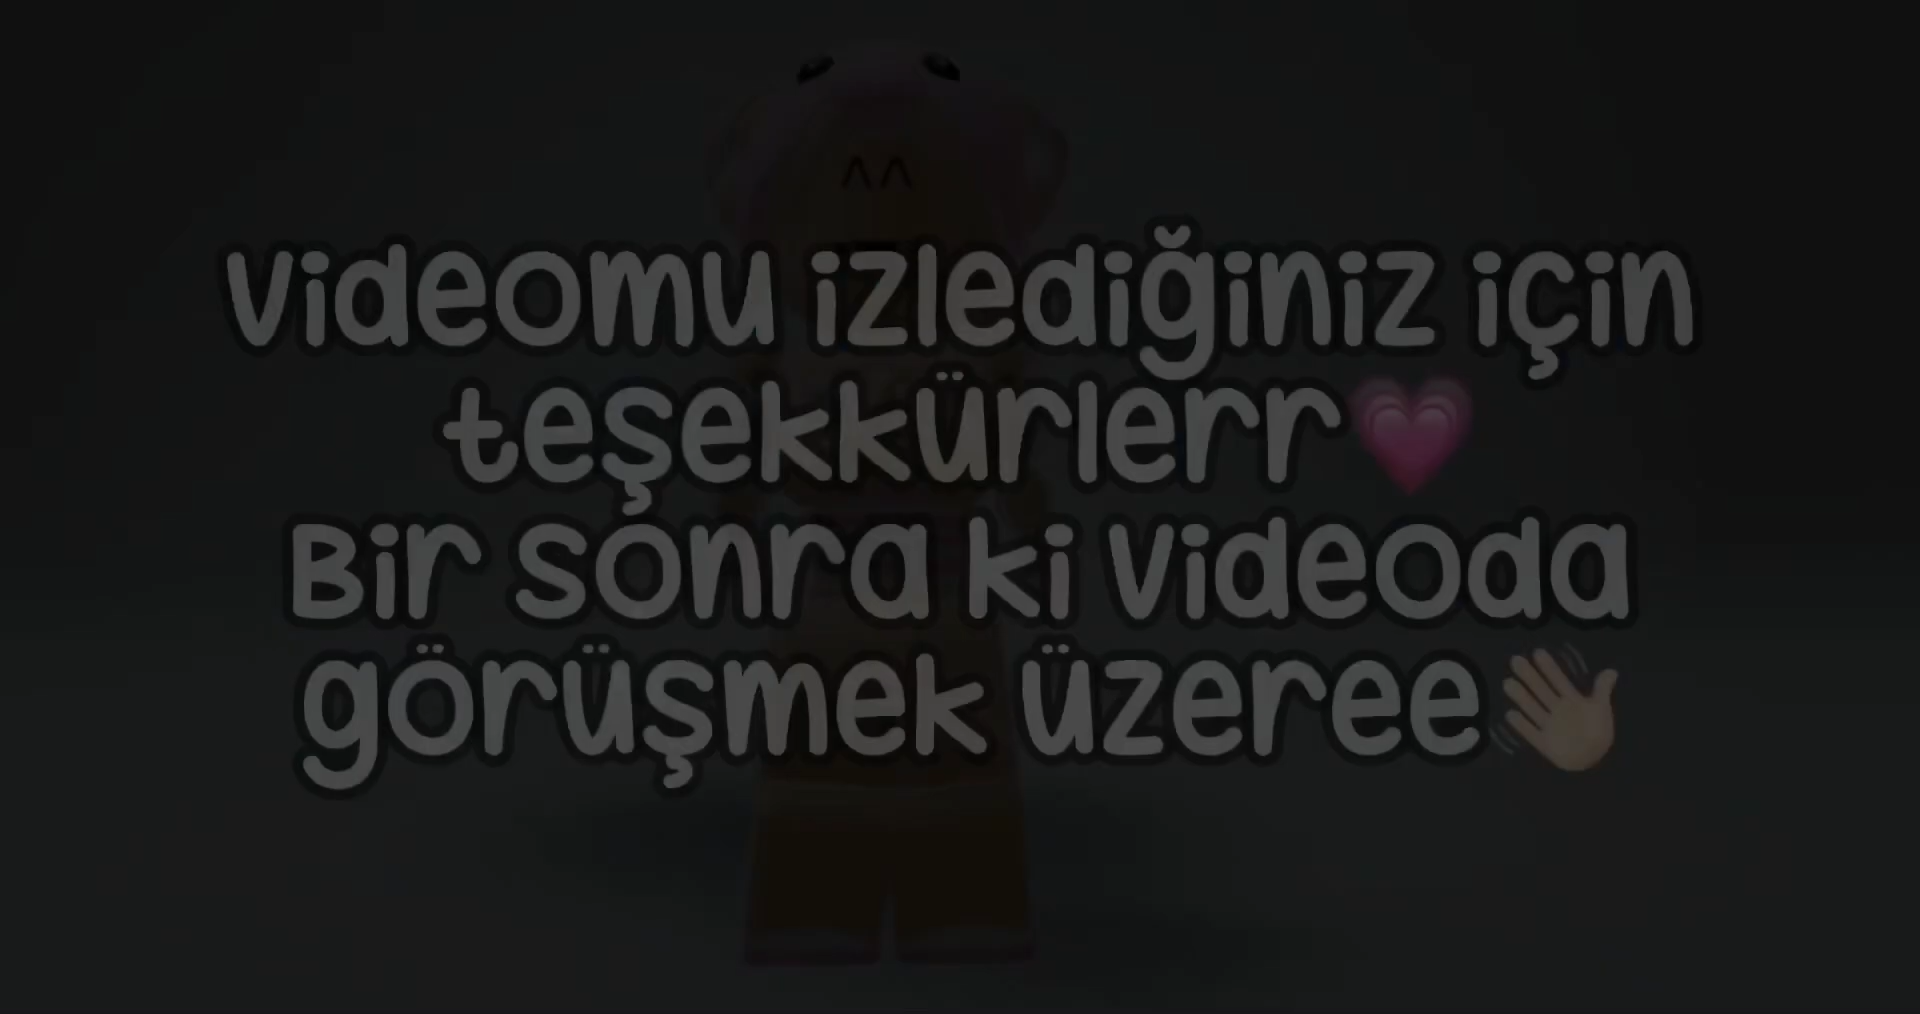 Videomu izlediğiniz için
teşekkürlerr💗
Bir sonra ki videoda
görüşmek üzeree👋🏼